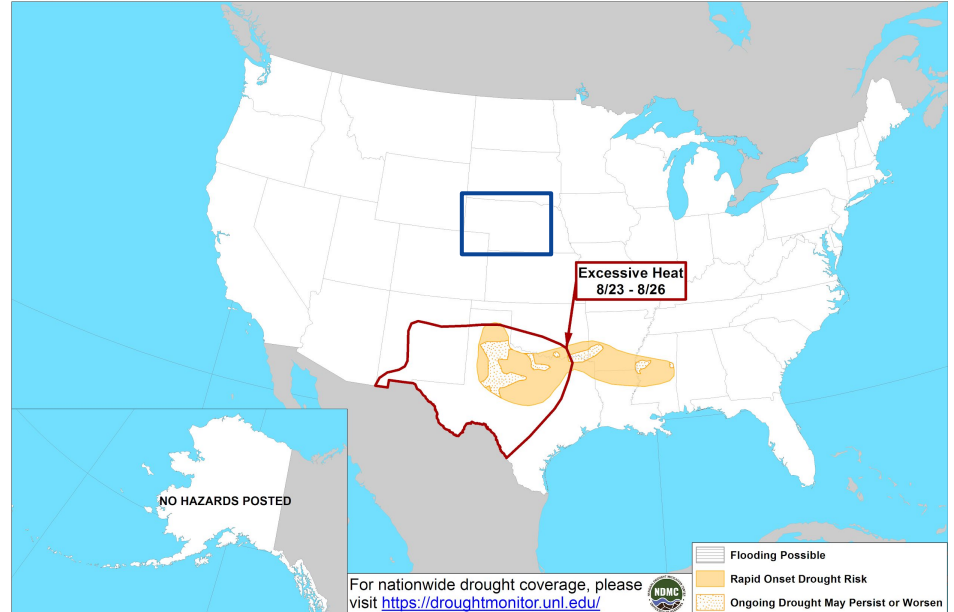 Excessive Heat
8/23 - 8/26
NO HAZARDS POSTED
For nationwide drought coverage, please
visit https://droughtmonitor.unl.edu/
NDMC
Flooding Possible
Rapid Onset Drought Risk
Ongoing Drought May Persist or Worsen